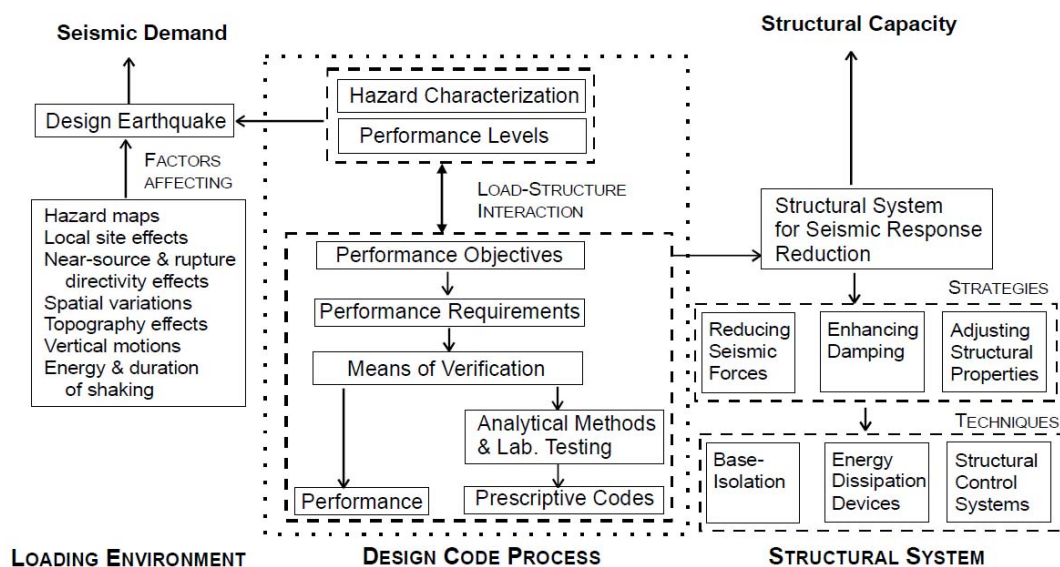 Seismic Demand
Design Earthquake
FACTORS
AFFECTING
Hazard maps
Local site effects
Near-source & rupture
directivity effects
Spatial variations
Topography effects
Vertical motions
Energy & duration
of shaking
LOADING ENVIRONMENT
Hazard Characterization
Performance Levels
LOAD-STRUCTURE
INTERACTION
Performance Objectives
Performance Requirements
Means of Verification
Analytical Methods
& Lab. Testing
Performance
Prescriptive Codes
DESIGN CODE PROCESS
Structural Capacity
Structural System
for Seismic Response
Reduction
STRATEGIES
Reducing
Seismic
Forces
Enhancing
Damping
Adjusting
Structural
Properties
TECHNIQUES
Base-
Isolation
Energy
Dissipation
Devices
Structural
Control
Systems
STRUCTURAL SYSTEM